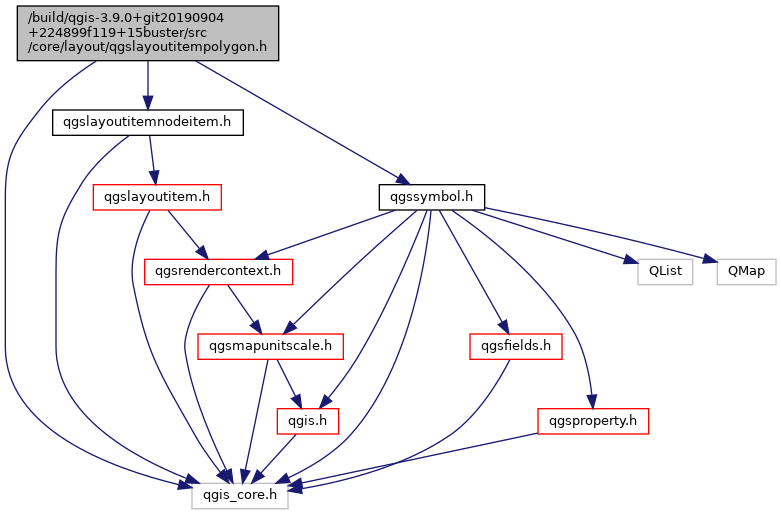 /build/qgis-3.9.0+git20190904
+224899f119+15buster/src
/core/layout/qgslayoutitempolygon.h
qgslayoutitemnodeitem.h
qgslayoutitem.h
qgssymbol.h
qgsrendercontext.h
QList
QMap
qgsmapunitscale.h
qgsfields.h
qgis.h
qgsproperty.h
qgis_core.h